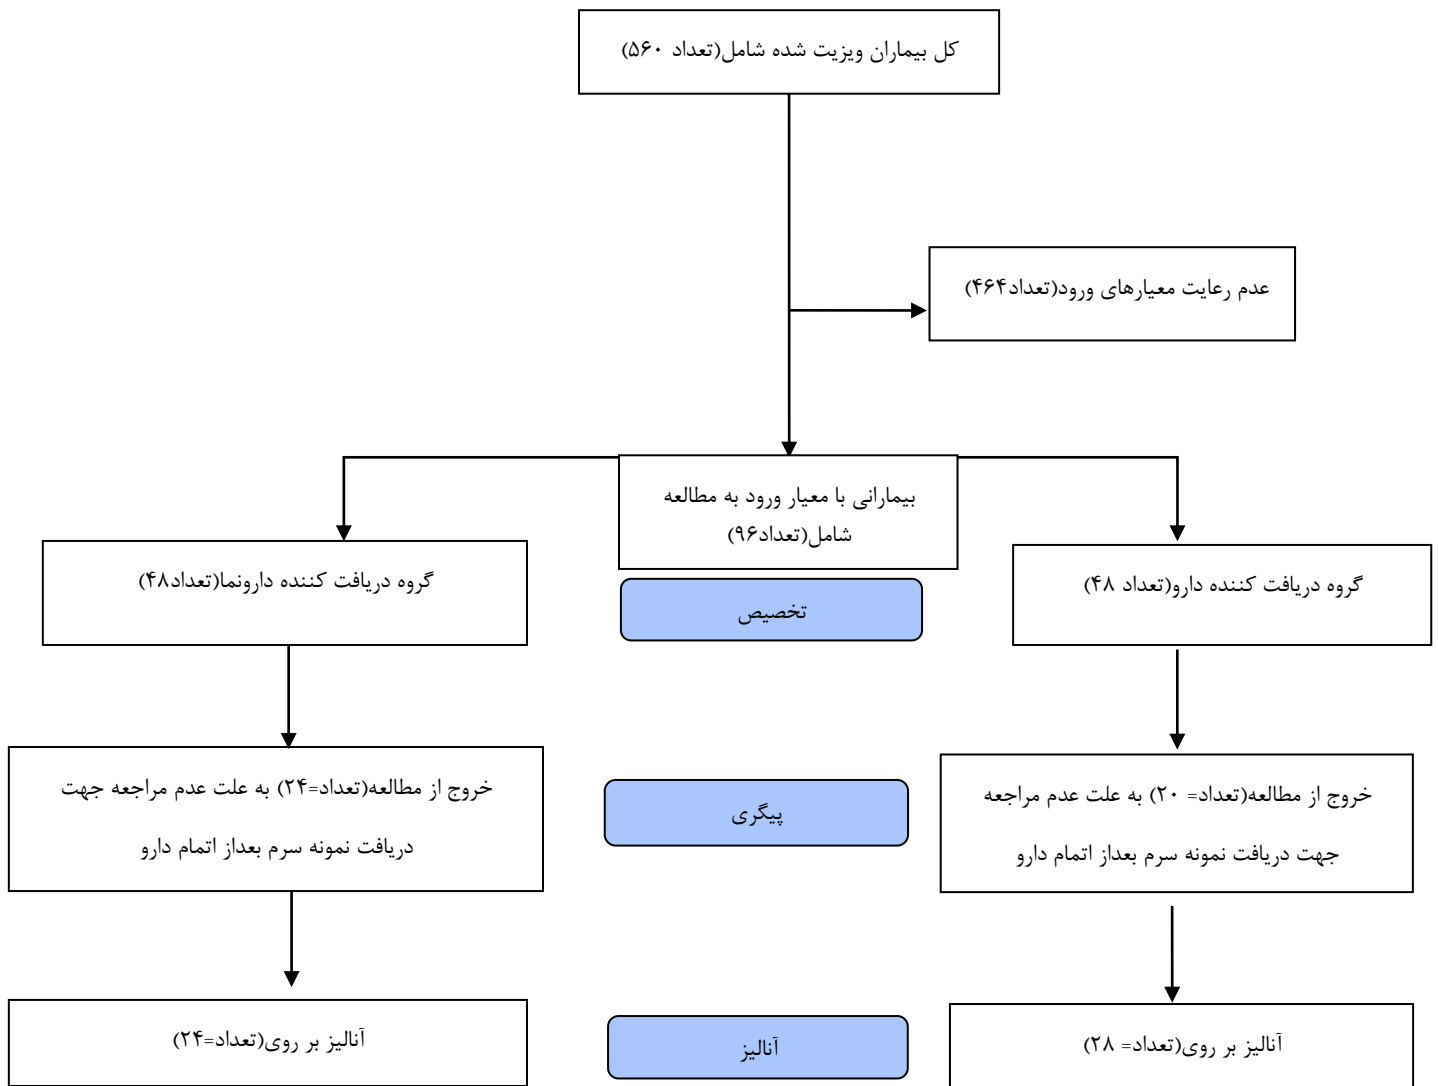 کل بیماران ویزیت شده شامل(تعداد ۵۶۰)
عدم رعایت معیارهای ورود(تعداد۴۶۴)
بیمارانی با معیار ورود به مطالعه
شامل(تعداد۹۶)
گروه دریافت کننده دارو(تعداد ۴۸)
تخصیص
گروه دریافت کننده دارونما(تعداد۴۸)
خروج از مطالعه(تعداد= ۲۰) به علت عدم مراجعه
جهت دریافت نمونه سرم بعداز اتمام دارو
پیگری
خروج از مطالعه(تعداد=۲۴) به علت عدم مراجعه جهت
دریافت نمونه سرم بعداز اتمام دارو
آنالیز بر روی(تعداد= ۲۸)
آنالیز
آنالیز بر روی(تعداد=۲۴)